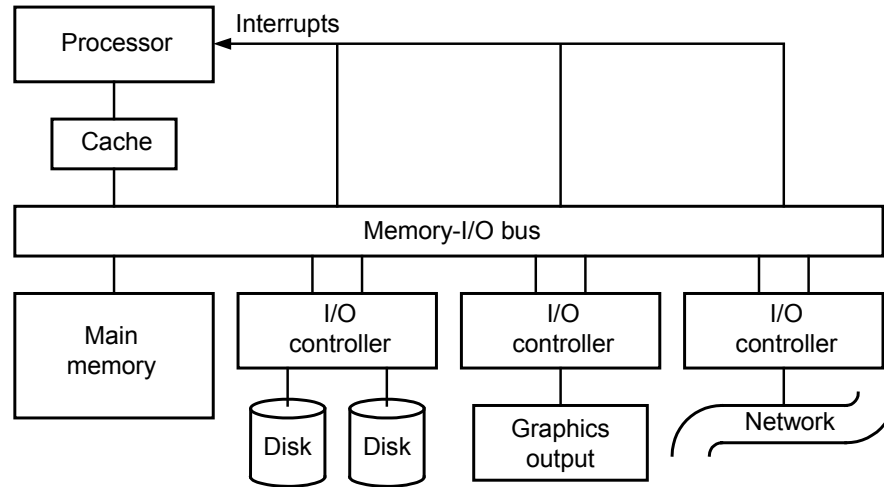 Interrupts
Processor
Cache
Memory-I/O bus
Main
memory
I/O
controller
I/O
controller
I/O
controller
Disk
Disk
Graphics
output
Network